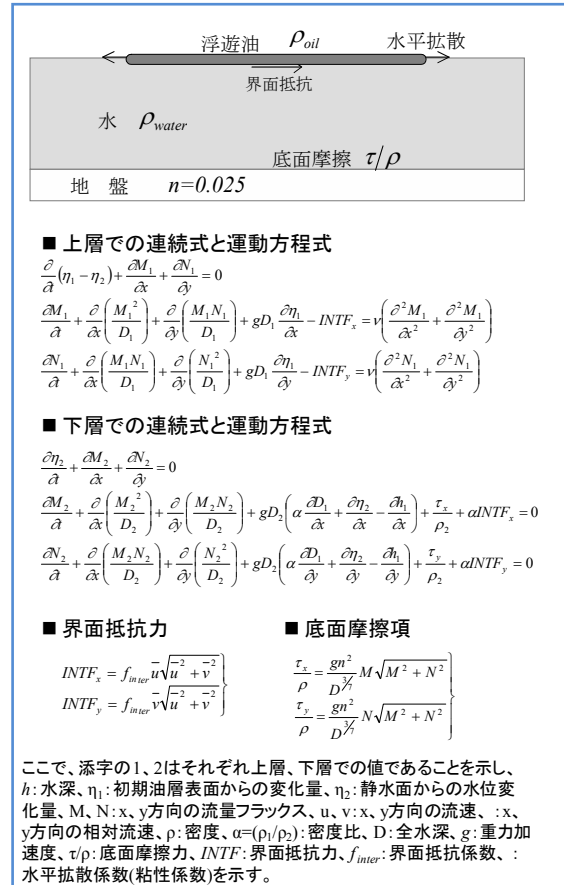 浮遊油 ρoil 水平拡散
界面抵抗
水 ρwater
底面摩擦 τ/ρ
地 盤 n=0.025
■ 上層での連続式と運動方程式
∂/∂t(η₁−η₂)+∂M₁/∂x+∂N₁/∂y=0
∂M₁/∂t+∂/∂x(M₁²/D₁)+∂/∂y(M₁N₁/D₁)+gD₁∂η₁/∂x−INTFx=ν(∂²M₁/∂x²+∂²M₁/∂y²)
∂N₁/∂t+∂/∂x(M₁N₁/D₁)+∂/∂y(N₁²/D₁)+gD₁∂η₁/∂y−INTFy=ν(∂²N₁/∂x²+∂²N₁/∂y²)
■ 下層での連続式と運動方程式
∂η₂/∂t+∂M₂/∂x+∂N₂/∂y=0
∂M₂/∂t+∂/∂x(M₂²/D₂)+∂/∂y(M₂N₂/D₂)+gD₂(α∂D₁/∂x+∂η₂/∂x−∂h₁/∂x)+τx/ρ₂+αINTFx=0
∂N₂/∂t+∂/∂x(M₂N₂/D₂)+∂/∂y(N₂²/D₂)+gD₂(α∂D₁/∂y+∂η₂/∂y−∂h₁/∂y)+τy/ρ₂+αINTFy=0
■ 界面抵抗力 ■ 底面摩擦項
INTFx=finter u̅√(u̅²+v̅²) τx/ρ=gn²/D^(3/7) M√(M²+N²)
INTFy=finter v̅√(u̅²+v̅²) τy/ρ=gn²/D^(3/7) N√(M²+N²)
ここで、添字の1、2はそれぞれ上層、下層での値であることを示し、
h:水深、η₁:初期油層表面からの変化量、η₂:静水面からの水位変
化量、M、N:x、y方向の流量フラックス、u、v:x、y方向の流速、 :x、
y方向の相対流速、ρ:密度、α=(ρ₁/ρ₂):密度比、D:全水深、g:重力加
速度、τ/ρ:底面摩擦力、INTF:界面抵抗力、finter:界面抵抗係数、 :
水平拡散係数(粘性係数)を示す。